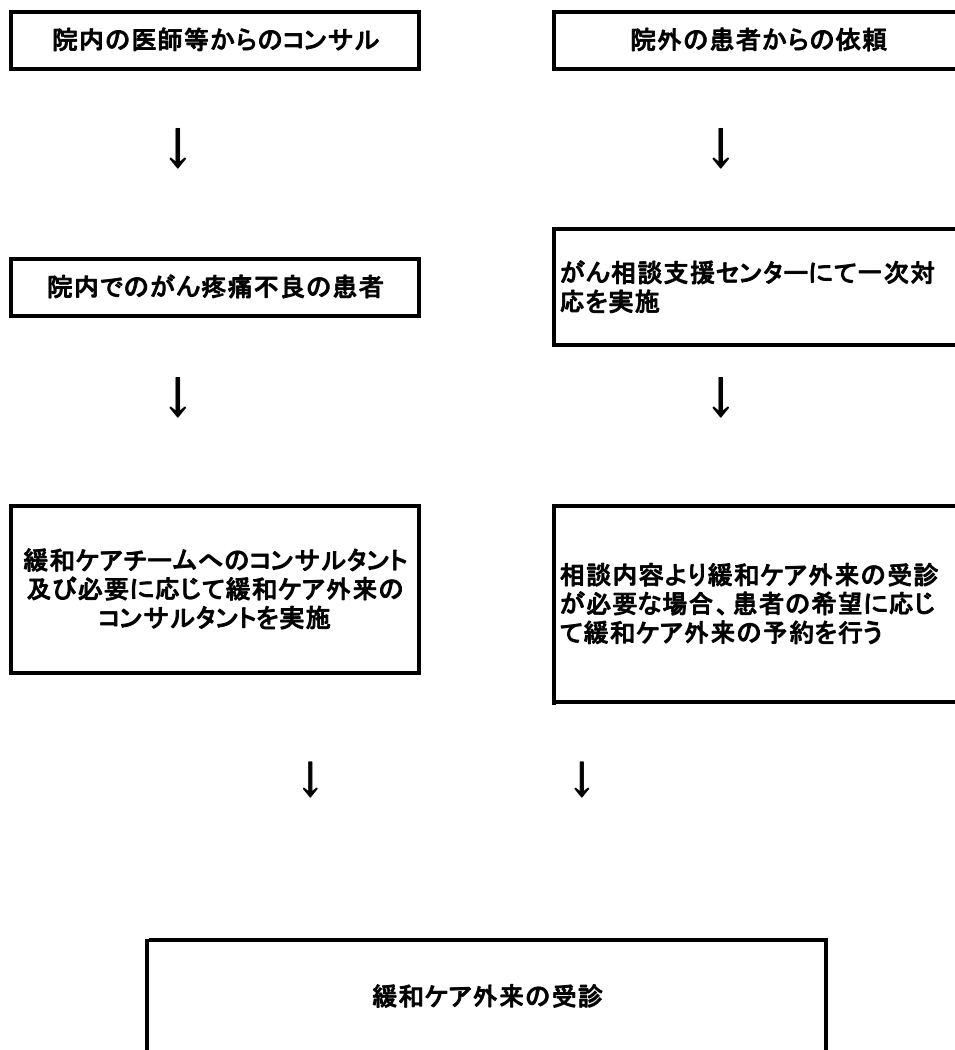 院内の医師等からのコンサル
↓
院内でのがん疼痛不良の患者
↓
緩和ケアチームへのコンサルタント
及び必要に応じて緩和ケア外来の
コンサルタントを実施
↓
院外の患者からの依頼
↓
がん相談支援センターにて一次対
応を実施
↓
相談内容より緩和ケア外来の受診
が必要な場合、患者の希望に応じ
て緩和ケア外来の予約を行う
↓
緩和ケア外来の受診